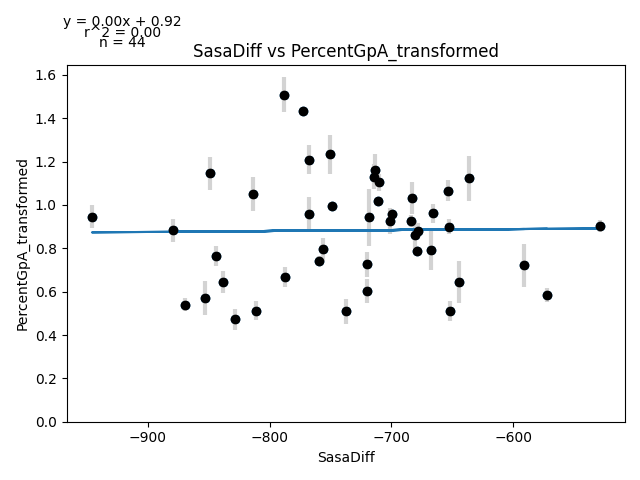 y = 0.00x + 0.92
r^2 = 0.00
n = 44
SasaDiff vs PercentGpA_transformed
PercentGpA_transformed
1.6
1.4
1.2
1.0
0.8
0.6
0.4
0.2
0.0
−900
−800
−700
−600
SasaDiff